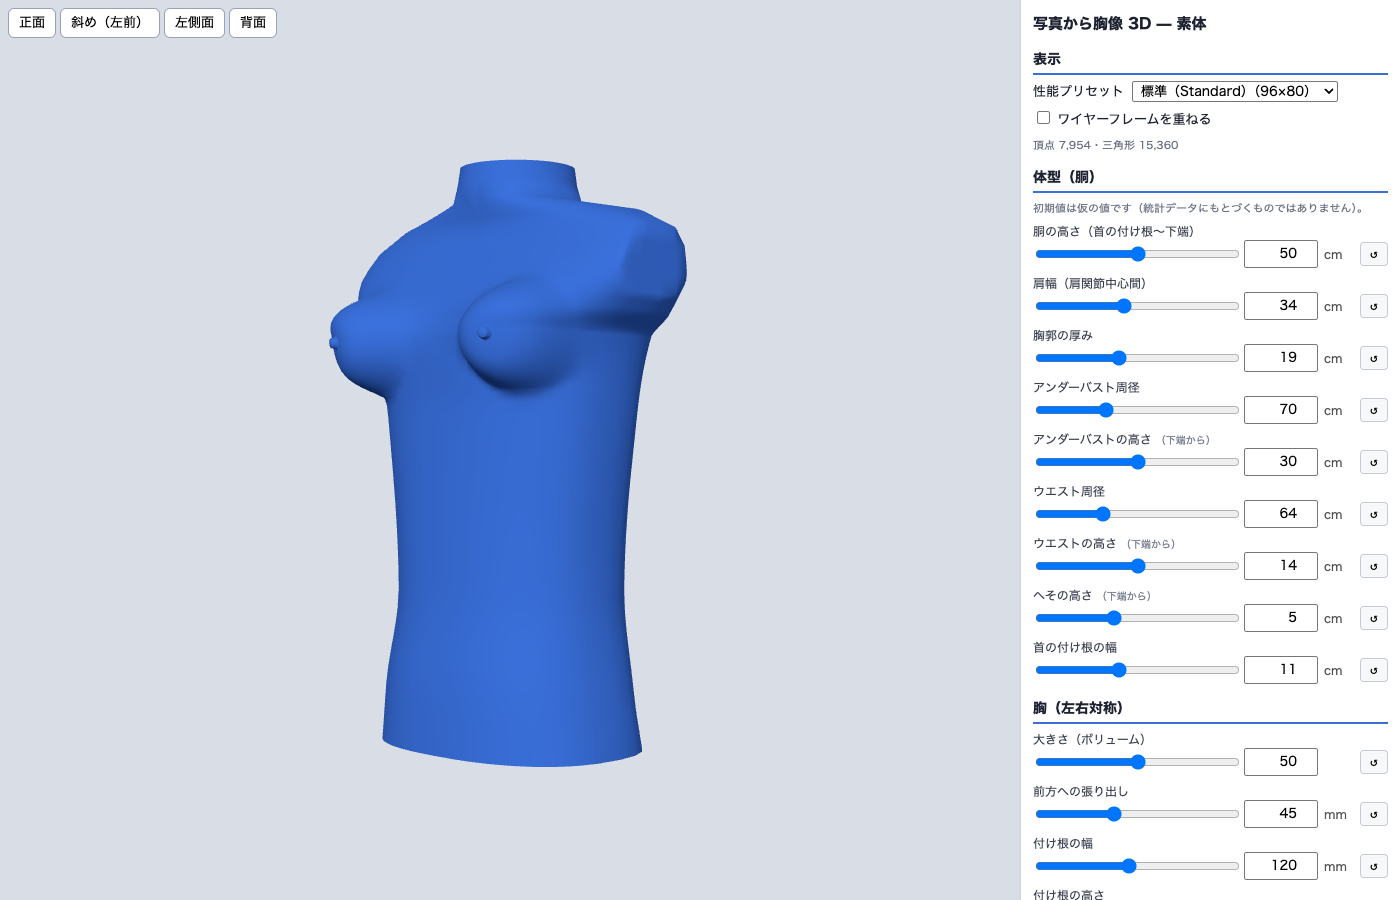 正面 斜め（左前） 左側面 背面
写真から胸像 3D — 素体
表示
性能プリセット 標準（Standard）(96×80)
ワイヤーフレームを重ねる
頂点 7,954・三角形 15,360
体型（胴）
初期値は仮の値です（統計データにもとづくものではありません）。
胴の高さ（首の付け根〜下端）
50 cm ↺
肩幅（肩関節中心間）
34 cm ↺
胸郭の厚み
19 cm ↺
アンダーバスト周径
70 cm ↺
アンダーバストの高さ （下端から）
30 cm ↺
ウエスト周径
64 cm ↺
ウエストの高さ （下端から）
14 cm ↺
へその高さ （下端から）
5 cm ↺
首の付け根の幅
11 cm ↺
胸（左右対称）
大きさ（ボリューム）
50 ↺
前方への張り出し
45 mm ↺
付け根の幅
120 mm ↺
付け根の高さ